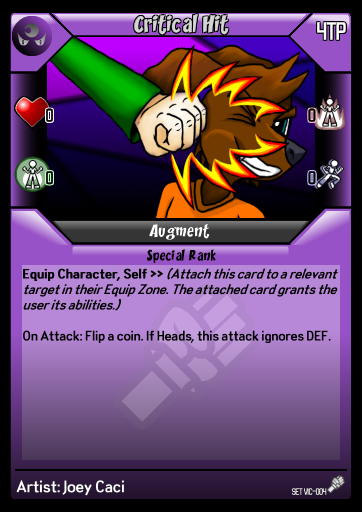 Critical Hit
4TP
0
0
0
0
Augment
Special Rank
Equip Character, Self >> (Attach this card to a relevant
target in their Equip Zone. The attached card grants the
user its abilities.)
On Attack: Flip a coin. If Heads, this attack ignores DEF.
Artist: Joey Caci
SET VIC-004